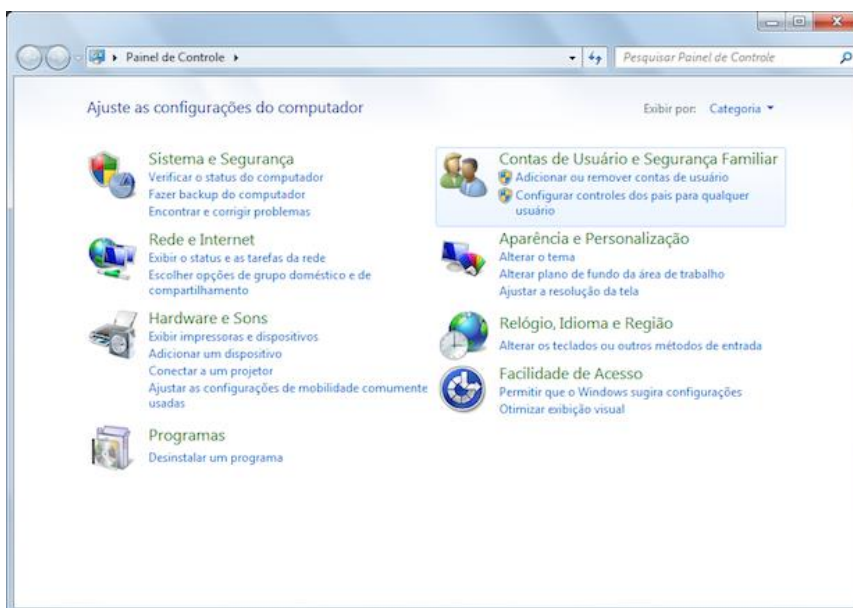 Painel de Controle
Pesquisar Painel de Controle
Ajuste as configurações do computador
Exibir por: Categoria
Sistema e Segurança
Verificar o status do computador
Fazer backup do computador
Encontrar e corrigir problemas
Rede e Internet
Exibir o status e as tarefas da rede
Escolher opções de grupo doméstico e de
compartilhamento
Hardware e Sons
Exibir impressoras e dispositivos
Adicionar um dispositivo
Conectar a um projetor
Ajustar as configurações de mobilidade comumente
usadas
Programas
Desinstalar um programa
Contas de Usuário e Segurança Familiar
Adicionar ou remover contas de usuário
Configurar controles dos pais para qualquer
usuário
Aparência e Personalização
Alterar o tema
Alterar plano de fundo da área de trabalho
Ajustar a resolução da tela
Relógio, Idioma e Região
Alterar os teclados ou outros métodos de entrada
Facilidade de Acesso
Permitir que o Windows sugira configurações
Otimizar exibição visual